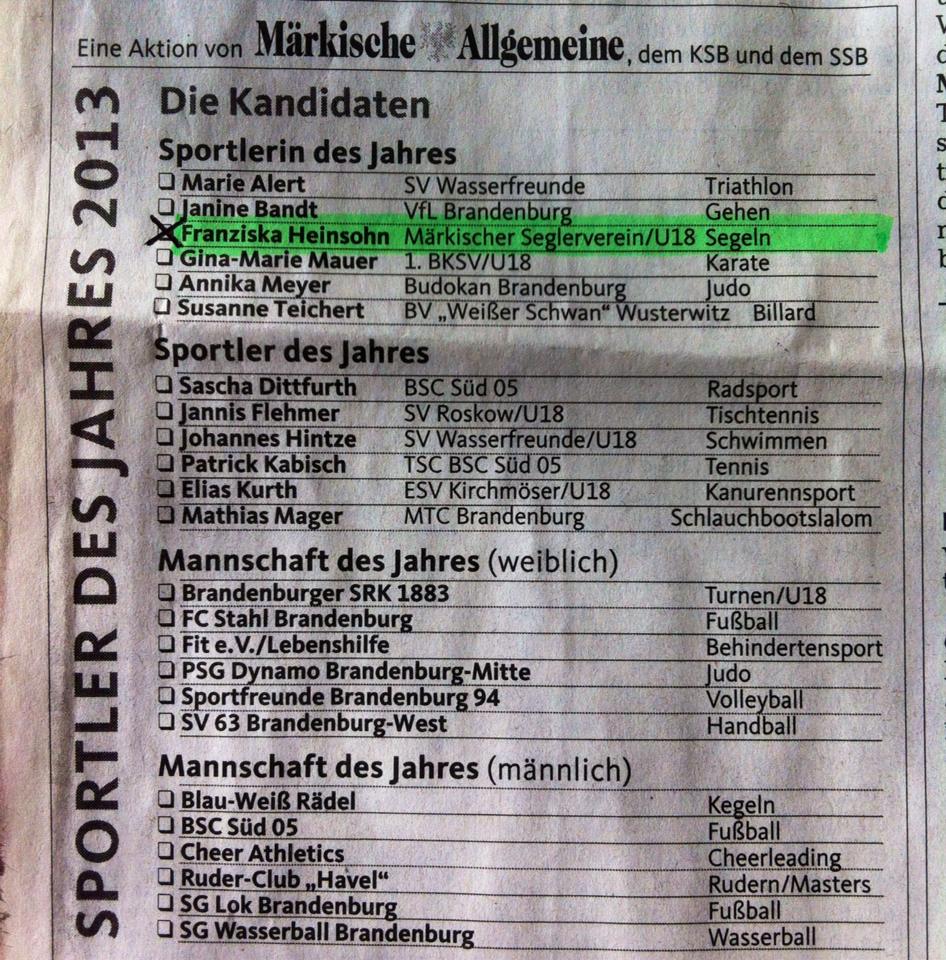 Eine Aktion von Märkische Allgemeine, dem KSB und dem SSB
SPORTLER DES JAHRES 2013
Die Kandidaten
Sportlerin des Jahres
❏ Marie Alert SV Wasserfreunde Triathlon
❏ Janine Bandt VfL Brandenburg Gehen
❏ Franziska Heinsohn Märkischer Seglerverein/U18 Segeln
❏ Gina-Marie Mauer 1. BKSV/U18 Karate
❏ Annika Meyer Budokan Brandenburg Judo
❏ Susanne Teichert BV „Weißer Schwan“ Wusterwitz Billard
Sportler des Jahres
❏ Sascha Dittfurth BSC Süd 05 Radsport
❏ Jannis Flehmer SV Roskow/U18 Tischtennis
❏ Johannes Hintze SV Wasserfreunde/U18 Schwimmen
❏ Patrick Kabisch TSC BSC Süd 05 Tennis
❏ Elias Kurth ESV Kirchmöser/U18 Kanurennsport
❏ Mathias Mager MTC Brandenburg Schlauchbootslalom
Mannschaft des Jahres (weiblich)
❏ Brandenburger SRK 1883 Turnen/U18
❏ FC Stahl Brandenburg Fußball
❏ Fit e.V./Lebenshilfe Behindertensport
❏ PSG Dynamo Brandenburg-Mitte Judo
❏ Sportfreunde Brandenburg 94 Volleyball
❏ SV 63 Brandenburg-West Handball
Mannschaft des Jahres (männlich)
❏ Blau-Weiß Rädel Kegeln
❏ BSC Süd 05 Fußball
❏ Cheer Athletics Cheerleading
❏ Ruder-Club „Havel“ Rudern/Masters
❏ SG Lok Brandenburg Fußball
❏ SG Wasserball Brandenburg Wasserball